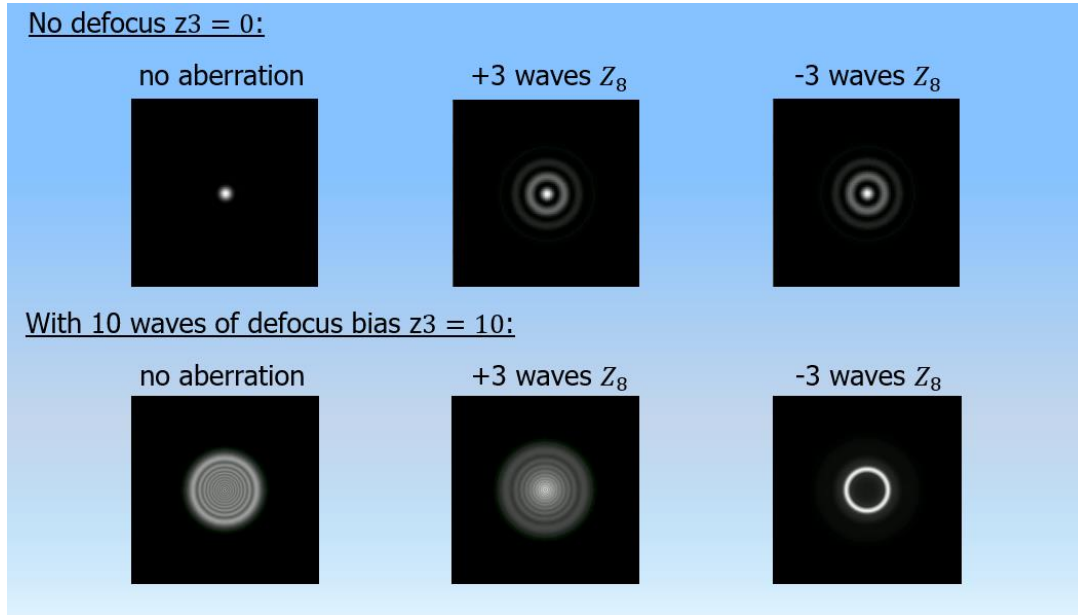 No defocus z3 = 0:
no aberration
+3 waves Z₈
-3 waves Z₈
With 10 waves of defocus bias z3 = 10:
no aberration
+3 waves Z₈
-3 waves Z₈